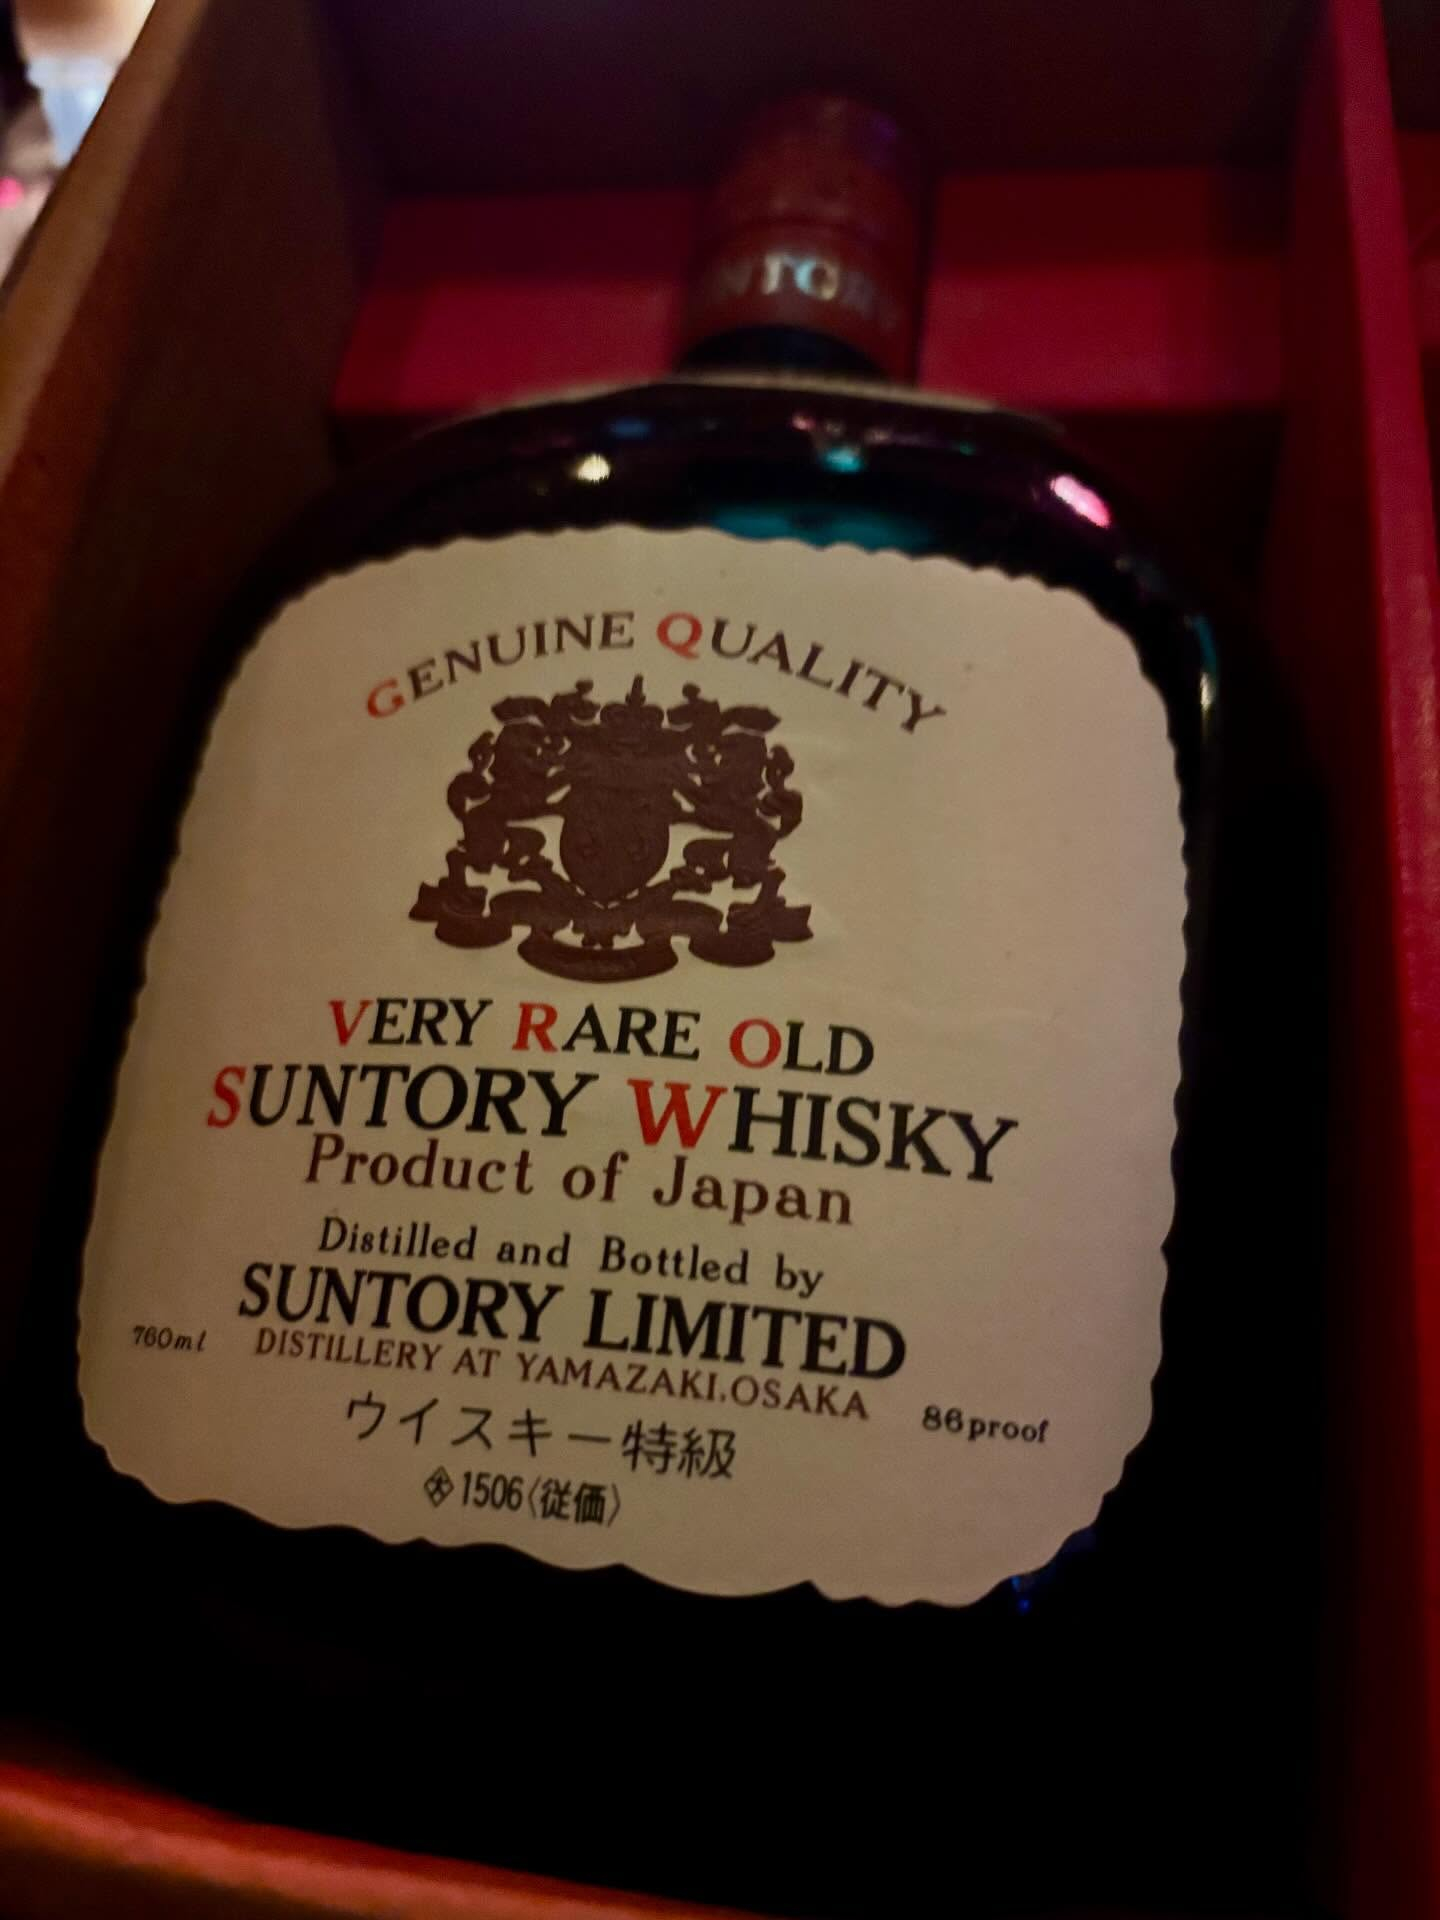 GENUINE QUALITY
VERY RARE OLD
SUNTORY WHISKY
Product of Japan
Distilled and Bottled by
SUNTORY LIMITED
760ml DISTILLERY AT YAMAZAKI.OSAKA 86proof
ウイスキー特級
1506〈従価〉